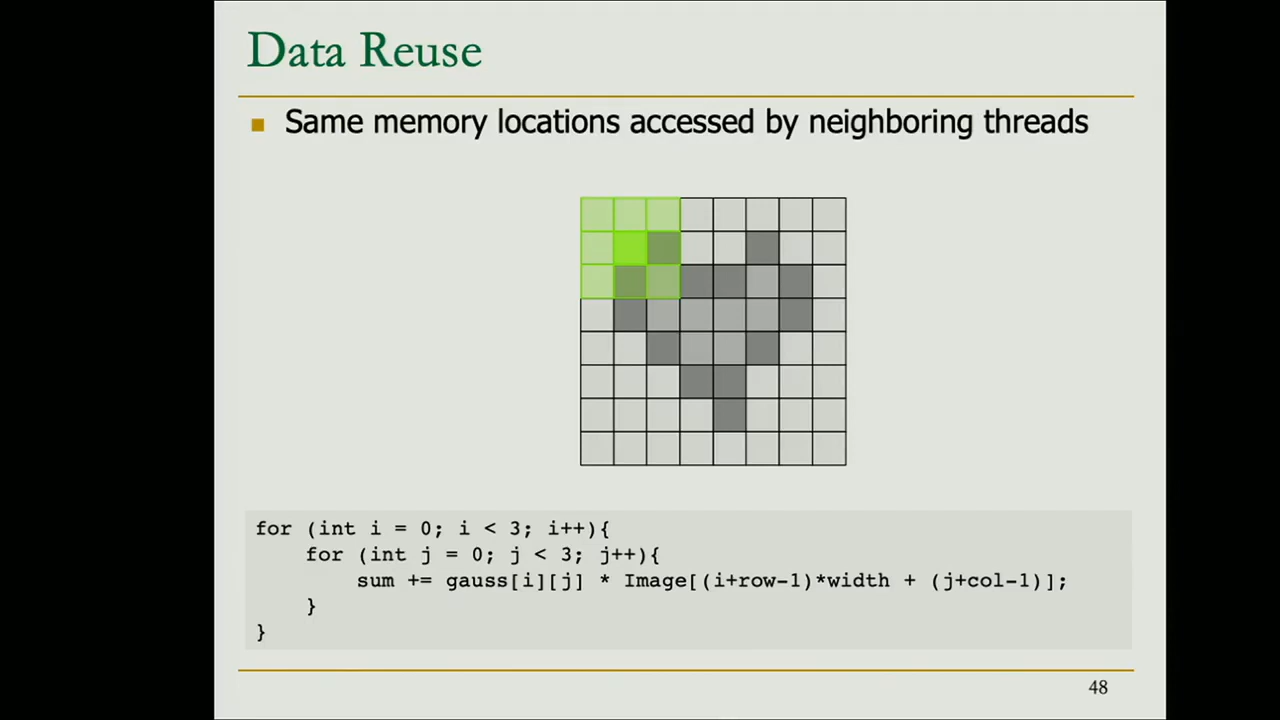 Data Reuse
Same memory locations accessed by neighboring threads
for (int i = 0; i < 3; i++){
    for (int j = 0; j < 3; j++){
        sum += gauss[i][j] * Image[(i+row-1)*width + (j+col-1)];
    }
}
48